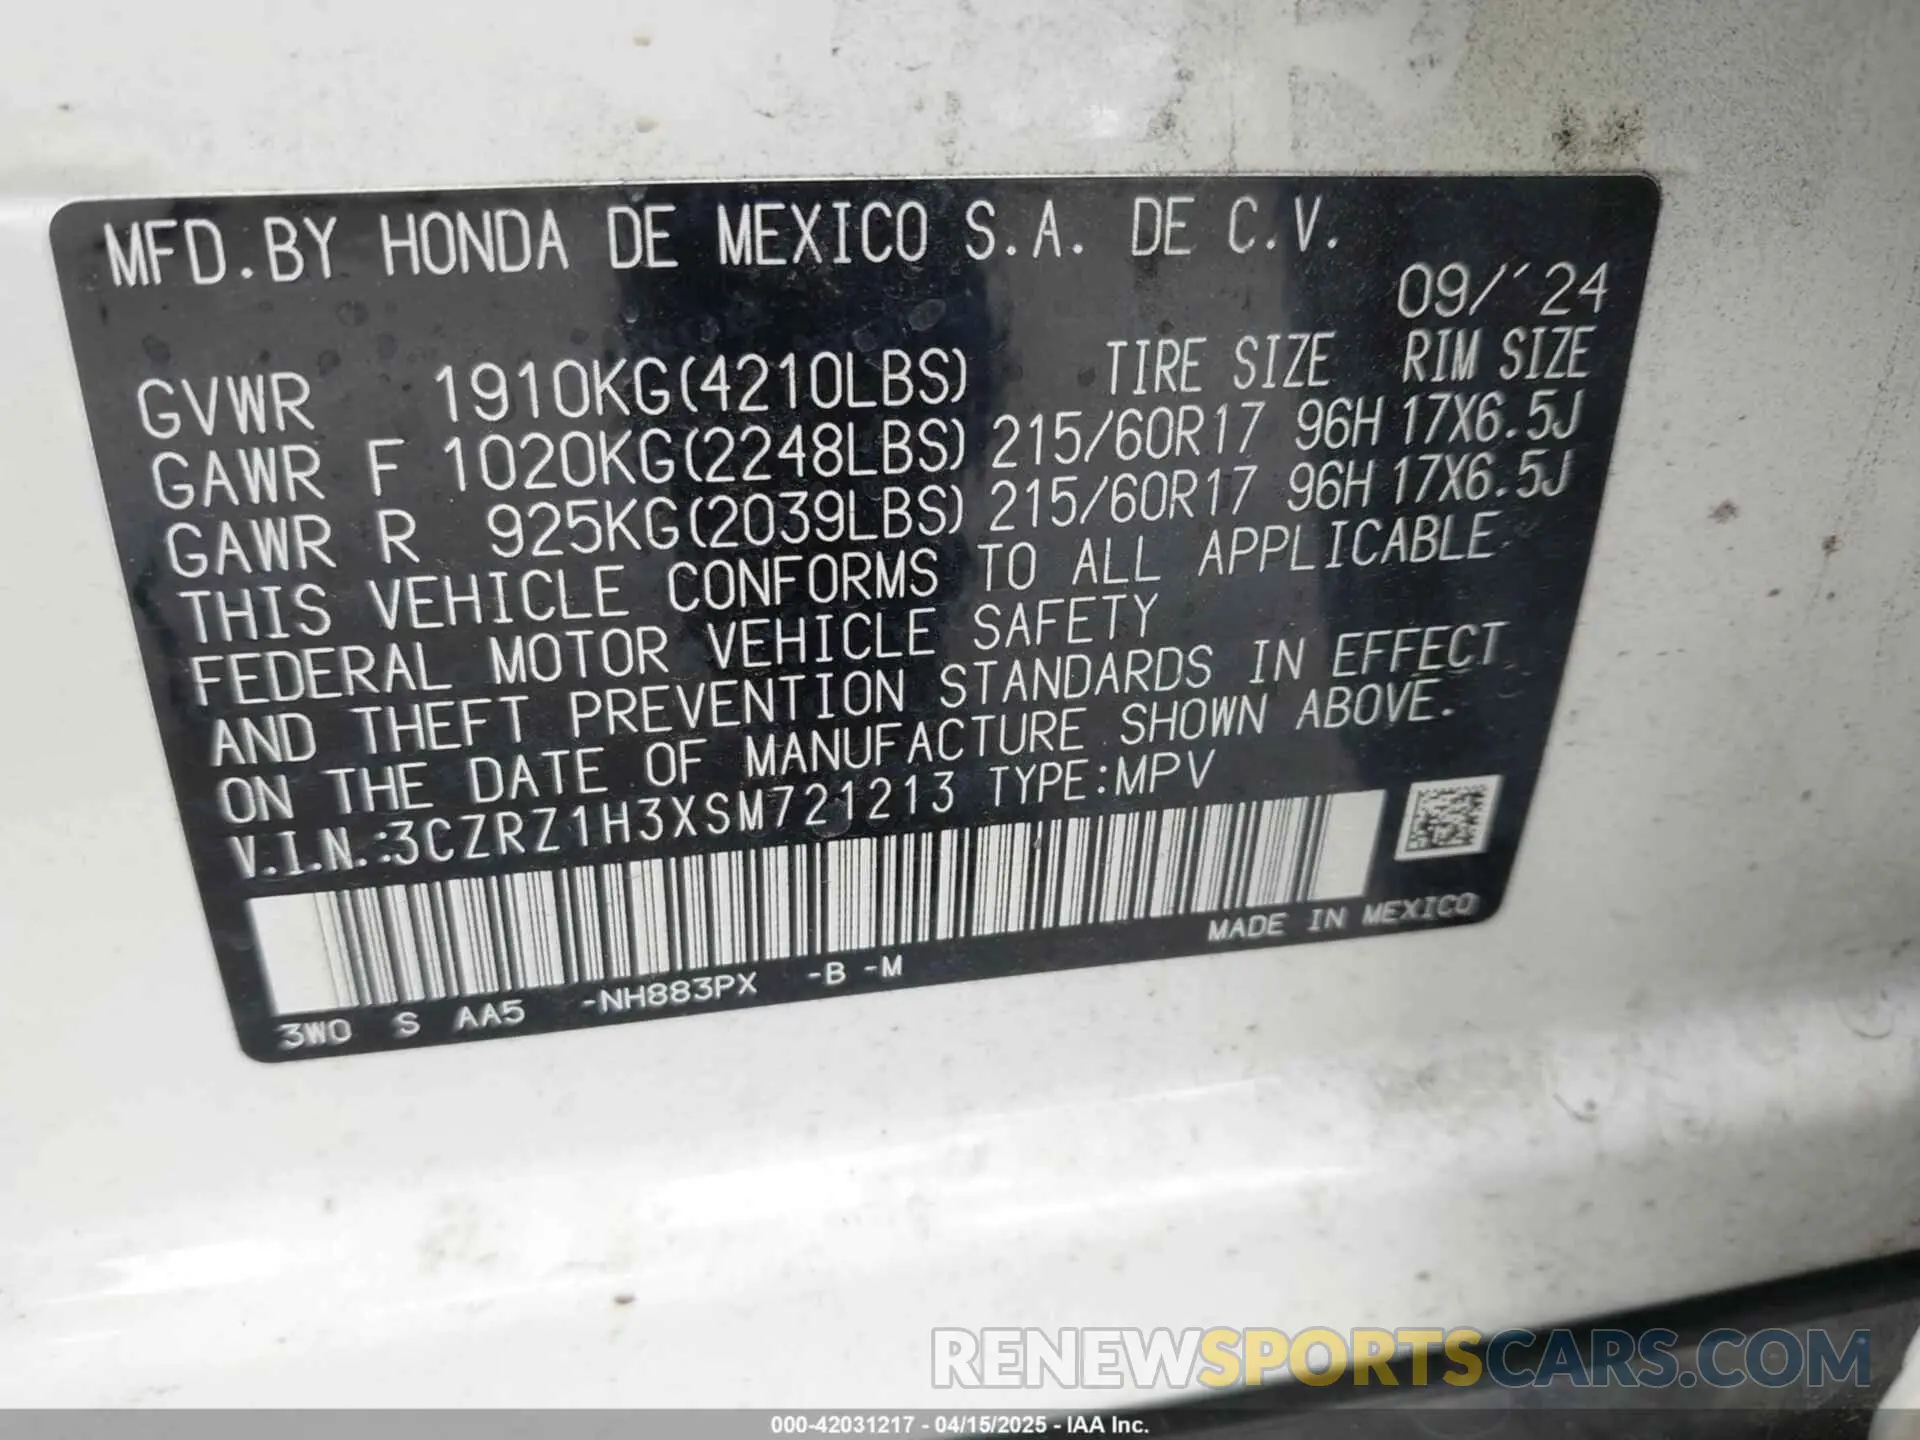 MFD.BY HONDA DE MEXICO S.A. DE C.V.
09/´24
TIRE SIZE RIM SIZE
GVWR 1910KG(4210LBS)
GAWR F 1020KG(2248LBS) 215/60R17 96H 17X6.5J
GAWR R 925KG(2039LBS) 215/60R17 96H 17X6.5J
THIS VEHICLE CONFORMS TO ALL APPLICABLE
FEDERAL MOTOR VEHICLE SAFETY
AND THEFT PREVENTION STANDARDS IN EFFECT
ON THE DATE OF MANUFACTURE SHOWN ABOVE.
V.I.N.:3CZRZ1H3XSM721213 TYPE:MPV
MADE IN MEXICO
3W0 S AA5 -NH883PX -B -M
RENEWSPORTSCARS.COM
000-42031217 - 04/15/2025 - IAA Inc.